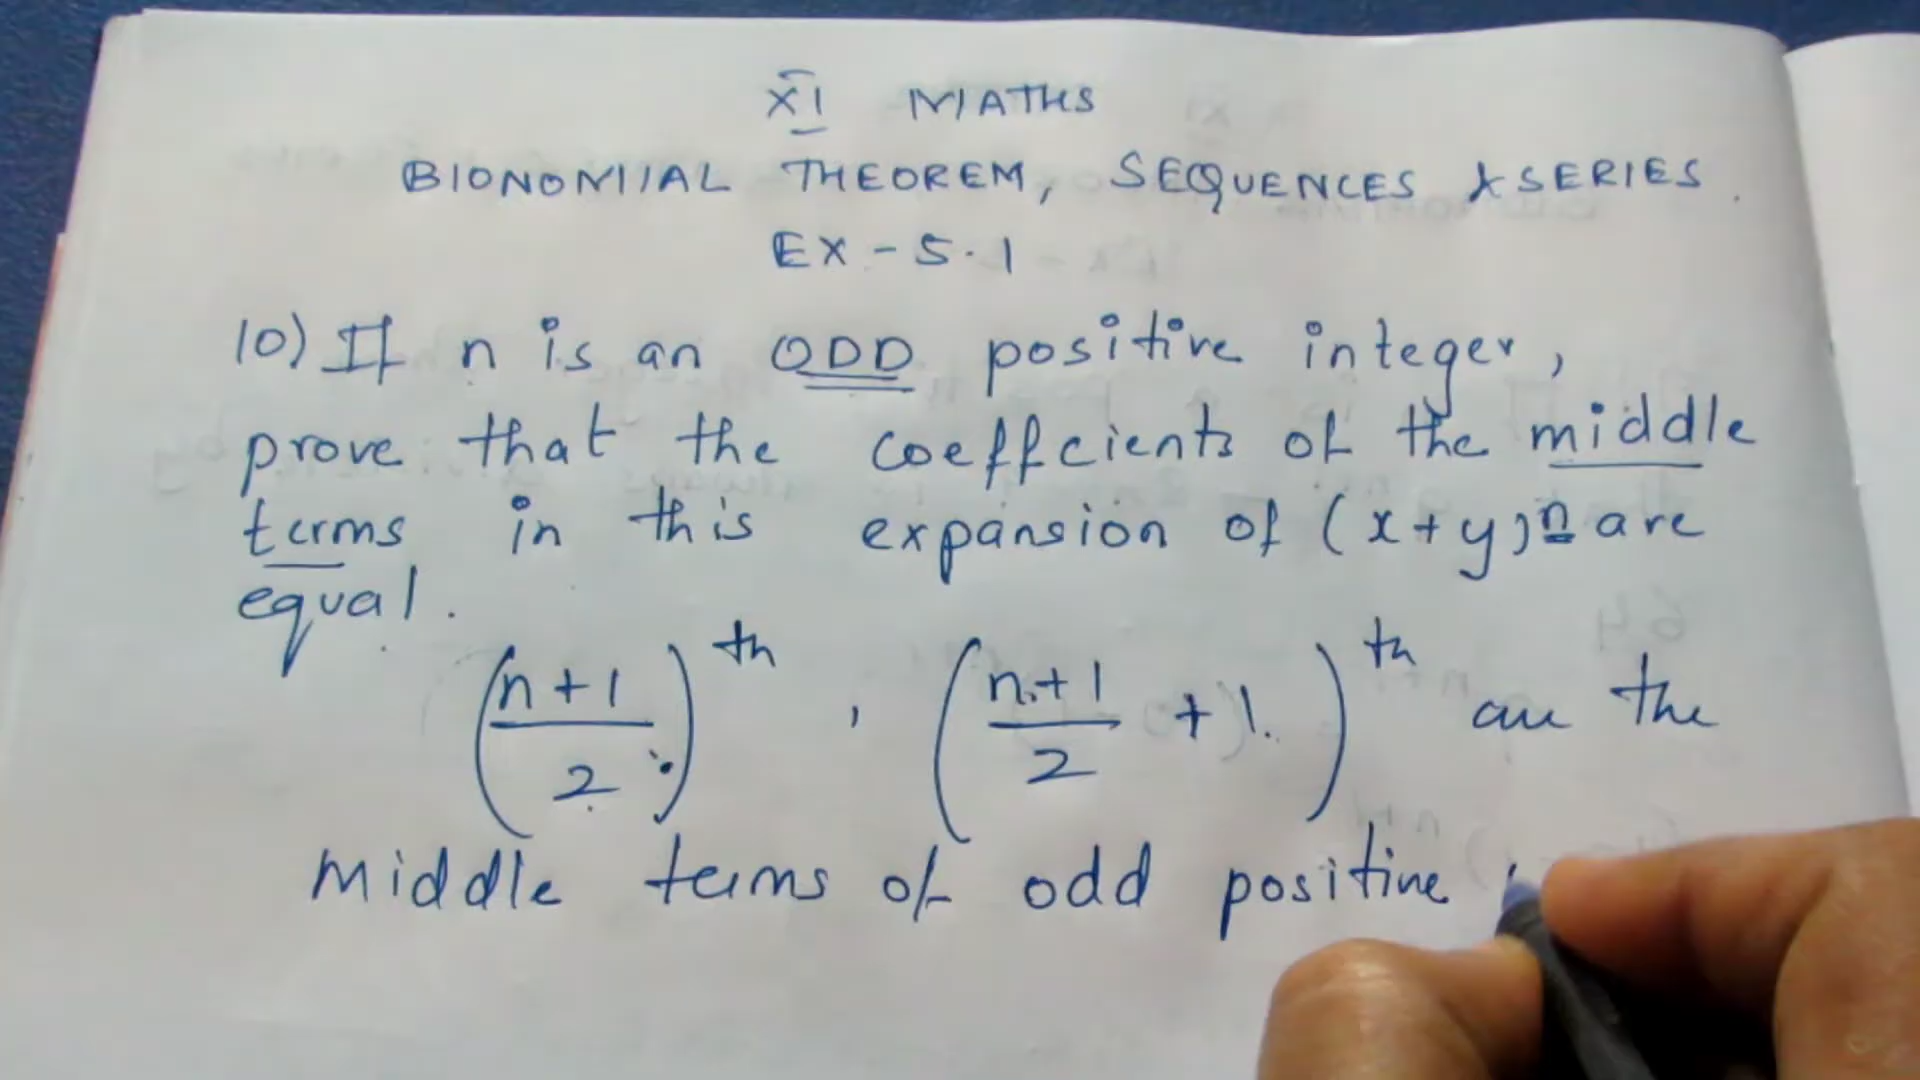 XI MATHS
BIONOMIAL THEOREM, SEQUENCES & SERIES.
EX - 5.1
10) If n is an ODD positive integer,
prove that the coeffcients of the middle
terms in this expansion of (x+y)n are
equal.
(n+1/2)th, (n+1/2 + 1)th are the
Middle terms of odd positive